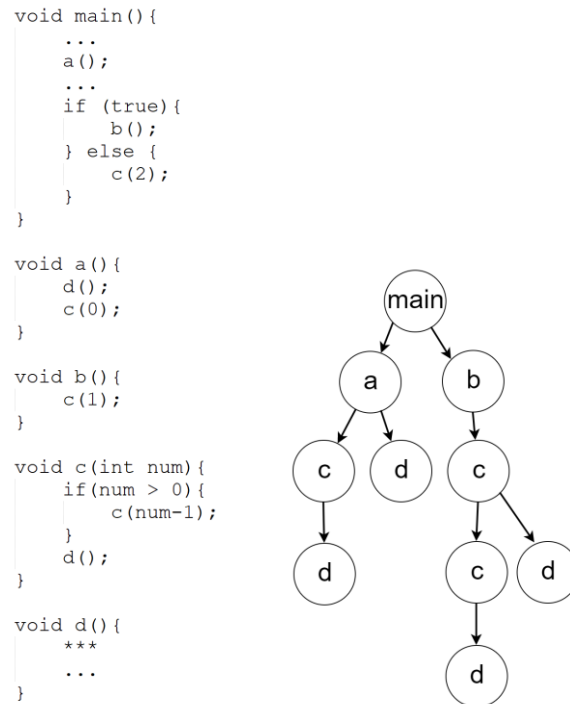 void main(){
...
a();
...
if (true){
b();
} else {
c(2);
}
}
void a(){
d();
c(0);
}
void b(){
c(1);
}
void c(int num){
if(num > 0){
c(num-1);
}
d();
}
void d(){
***
...
}
main
a b
c d c
d c d
d